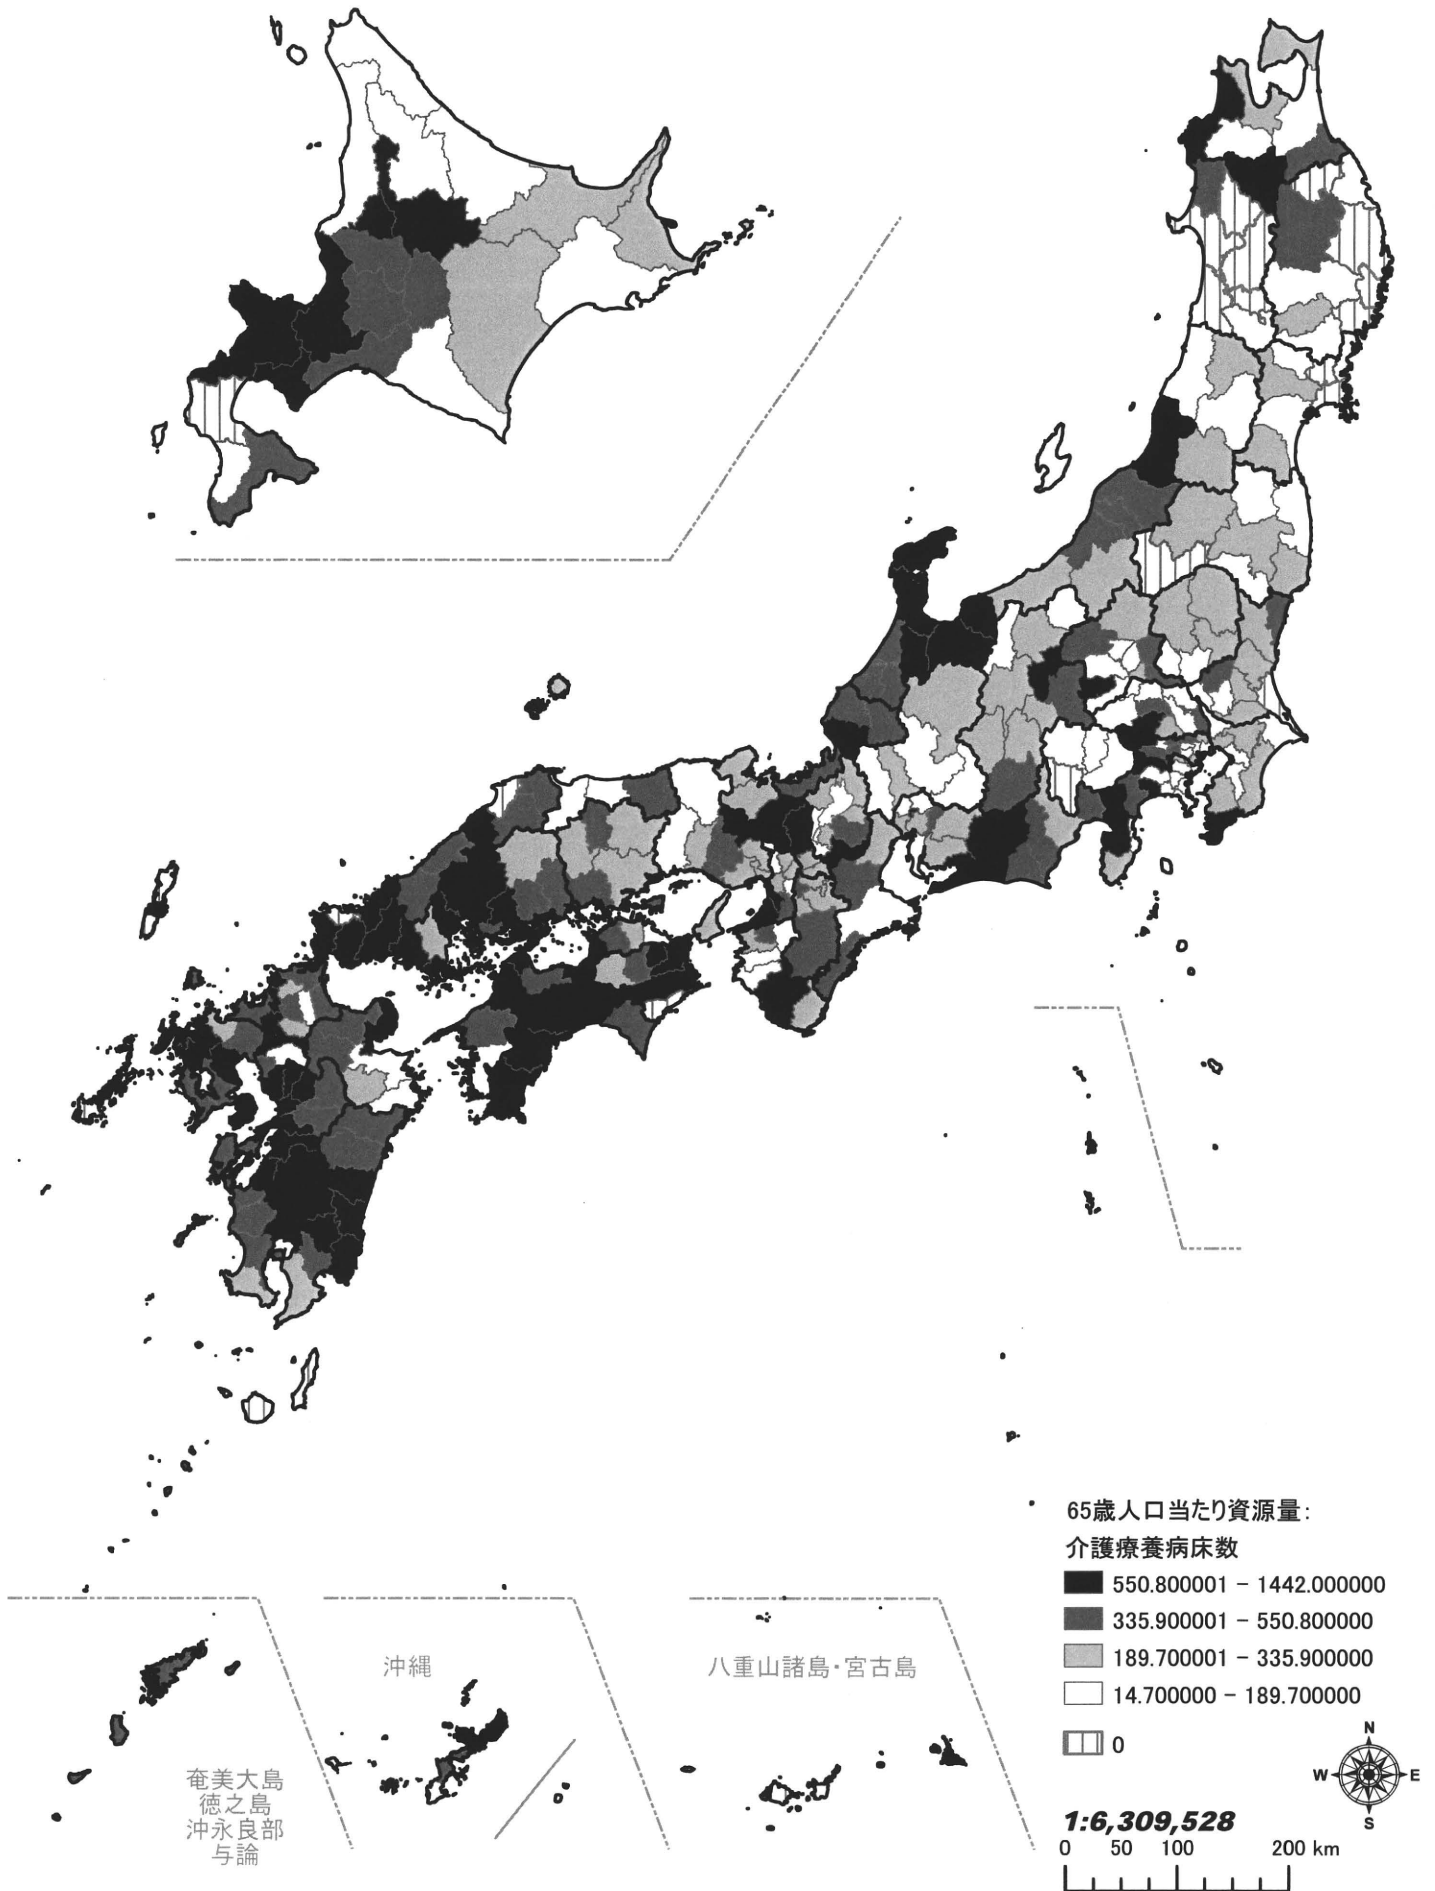 65歳人口当たり資源量:
介護療養病床数
550.800001 - 1442.000000
335.900001 - 550.800000
189.700001 - 335.900000
14.700000 - 189.700000
0
沖縄
八重山諸島・宮古島
奄美大島
徳之島
沖永良部
与論
N
W E
S
1:6,309,528
0 50 100 200 km